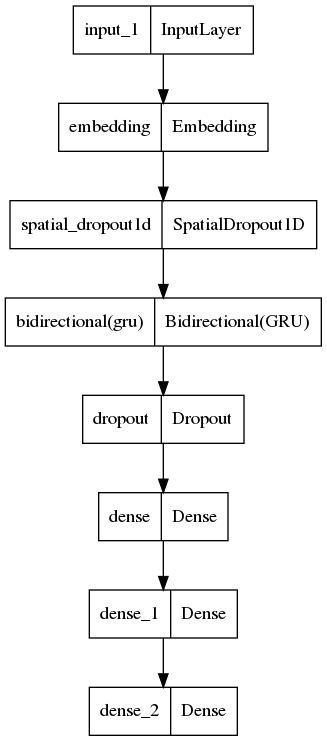 input_1 InputLayer
embedding Embedding
spatial_dropout1d SpatialDropout1D
bidirectional(gru) Bidirectional(GRU)
dropout Dropout
dense Dense
dense_1 Dense
dense_2 Dense